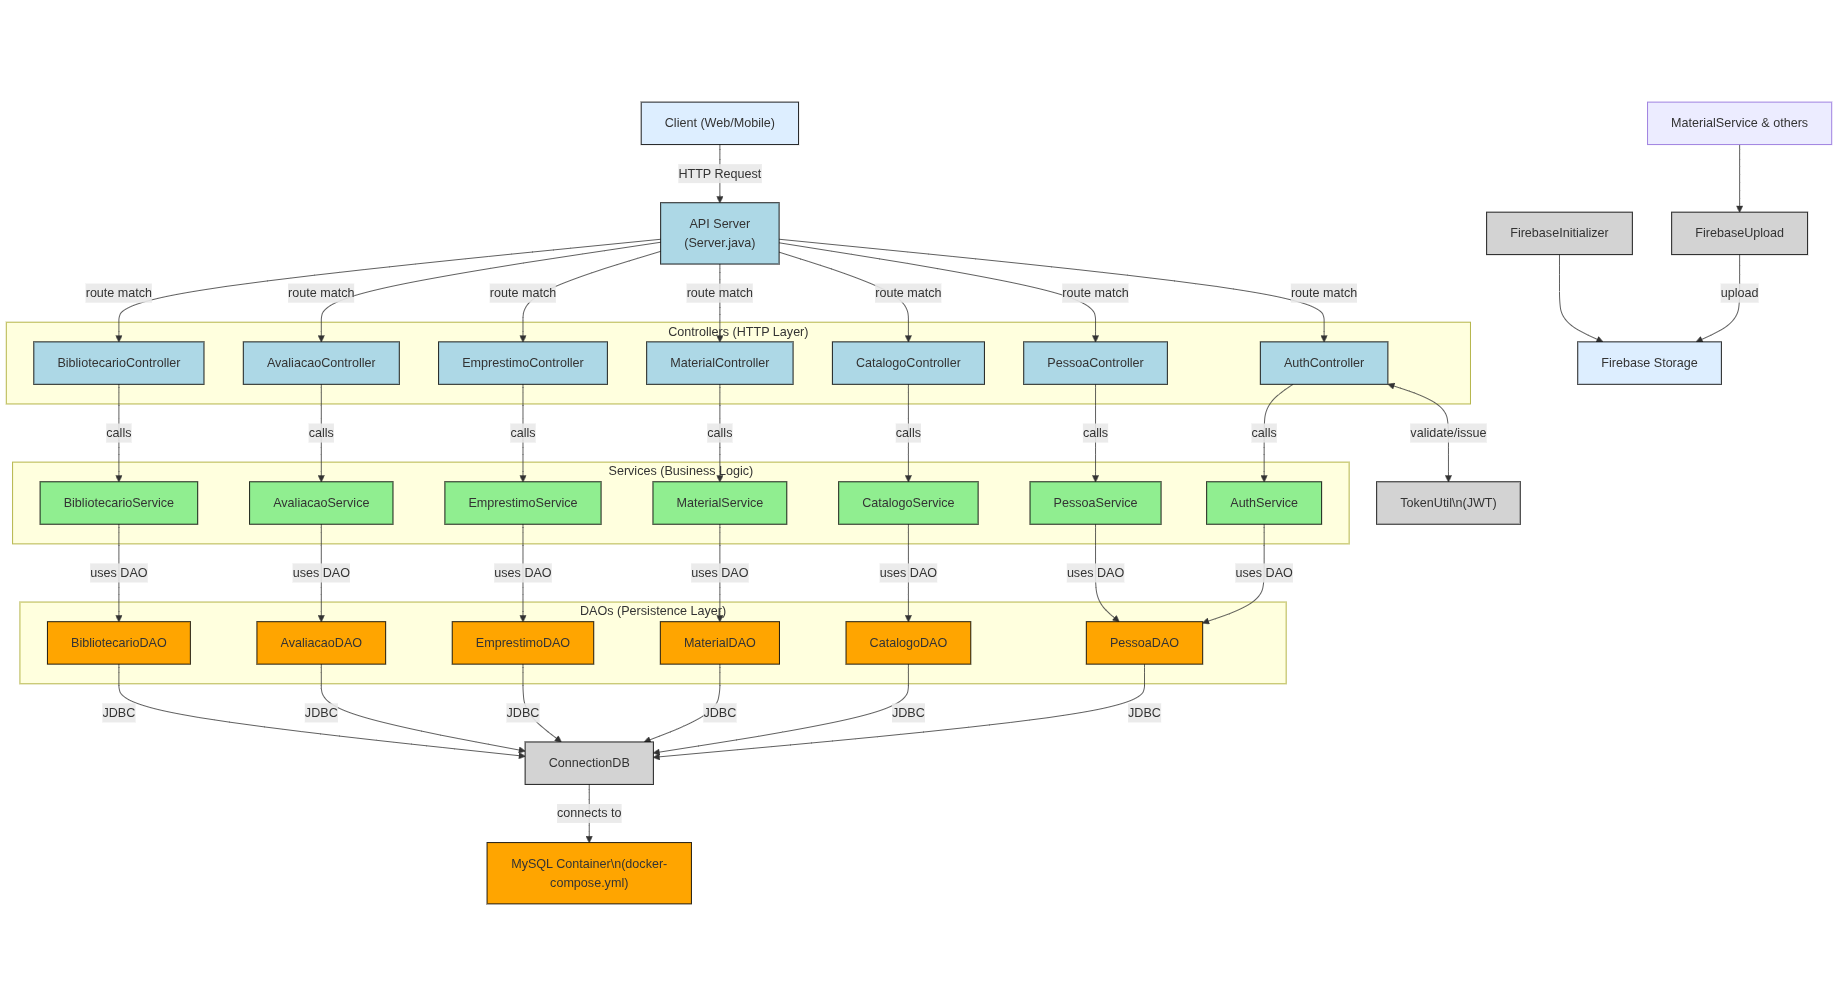 Client (Web/Mobile)
MaterialService & others
HTTP Request
API Server
(Server.java)
FirebaseInitializer
FirebaseUpload
route match
route match
route match
route match
route match
route match
route match
upload
Controllers (HTTP Layer)
BibliotecarioController
AvaliacaoController
EmprestimoController
MaterialController
CatalogoController
PessoaController
AuthController
Firebase Storage
calls
calls
calls
calls
calls
calls
calls
validate/issue
Services (Business Logic)
BibliotecarioService
AvaliacaoService
EmprestimoService
MaterialService
CatalogoService
PessoaService
AuthService
TokenUtil\n(JWT)
uses DAO
uses DAO
uses DAO
uses DAO
uses DAO
uses DAO
uses DAO
DAOs (Persistence Layer)
BibliotecarioDAO
AvaliacaoDAO
EmprestimoDAO
MaterialDAO
CatalogoDAO
PessoaDAO
JDBC
JDBC
JDBC
JDBC
JDBC
JDBC
ConnectionDB
connects to
MySQL Container\n(docker-
compose.yml)